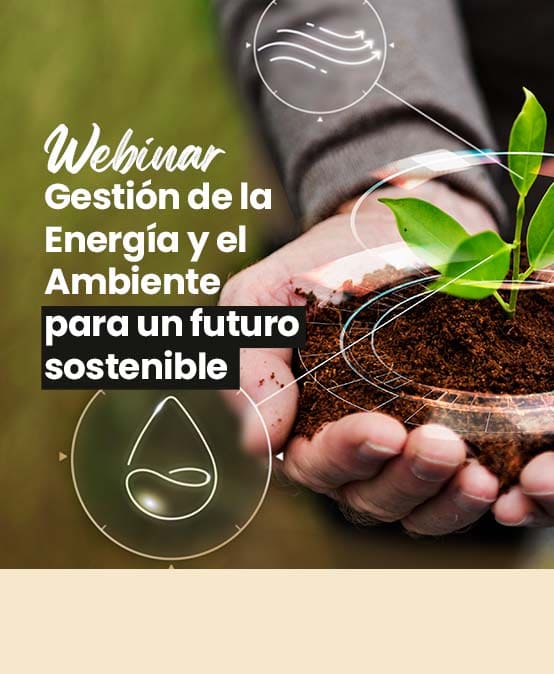 Webinar
Gestión de la
Energía y el
Ambiente
para un futuro
sostenible